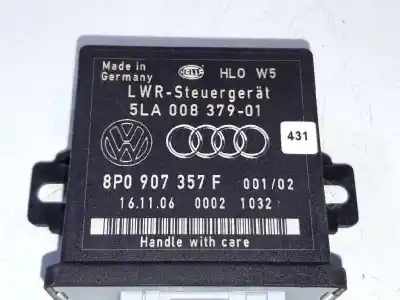 Made in
Germany
HELLA
HLO W5
LWR-Steuergerät
5LA 008 379-01
431
8P0 907 357 F 001/02
16.11.06 0002 1032
Handle with care